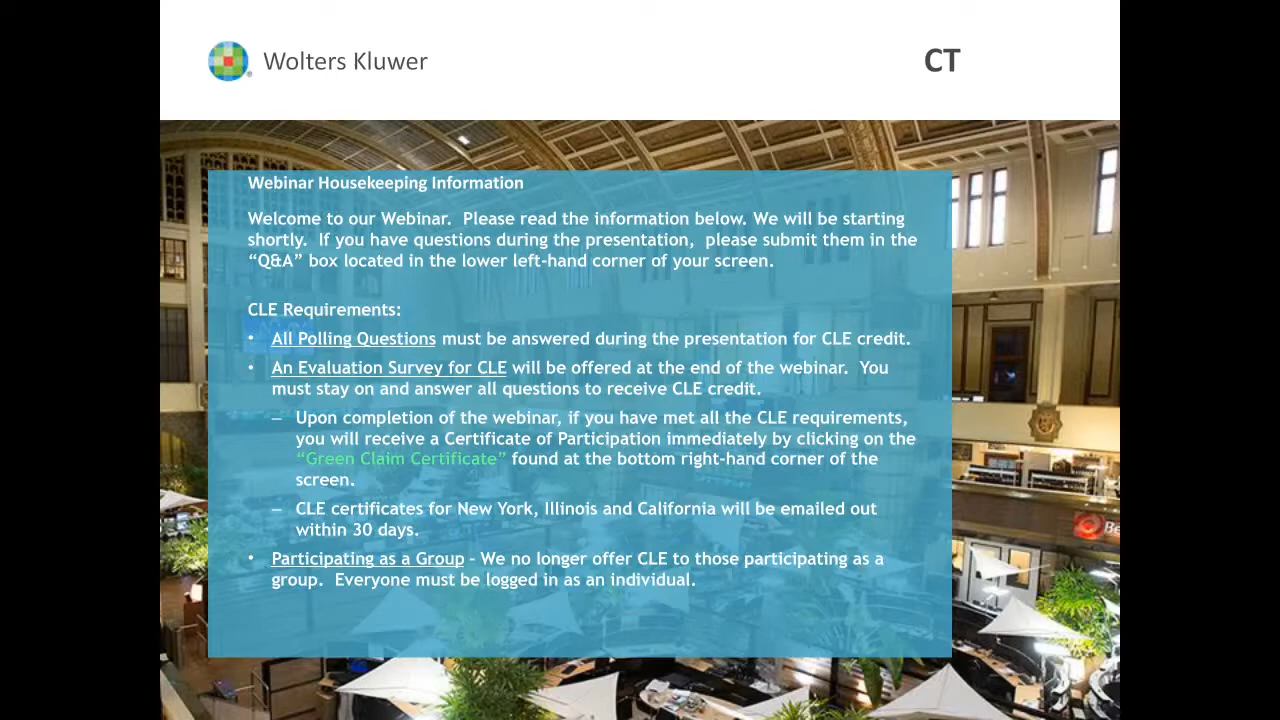 Wolters Kluwer
CT
Webinar Housekeeping Information
Welcome to our Webinar.  Please read the information below. We will be starting
shortly.  If you have questions during the presentation,  please submit them in the
“Q&A” box located in the lower left-hand corner of your screen.
CLE Requirements:
• All Polling Questions must be answered during the presentation for CLE credit.
• An Evaluation Survey for CLE will be offered at the end of the webinar.  You
must stay on and answer all questions to receive CLE credit.
– Upon completion of the webinar, if you have met all the CLE requirements,
you will receive a Certificate of Participation immediately by clicking on the
“Green Claim Certificate” found at the bottom right-hand corner of the
screen.
– CLE certificates for New York, Illinois and California will be emailed out
within 30 days.
• Participating as a Group – We no longer offer CLE to those participating as a
group.  Everyone must be logged in as an individual.
Be